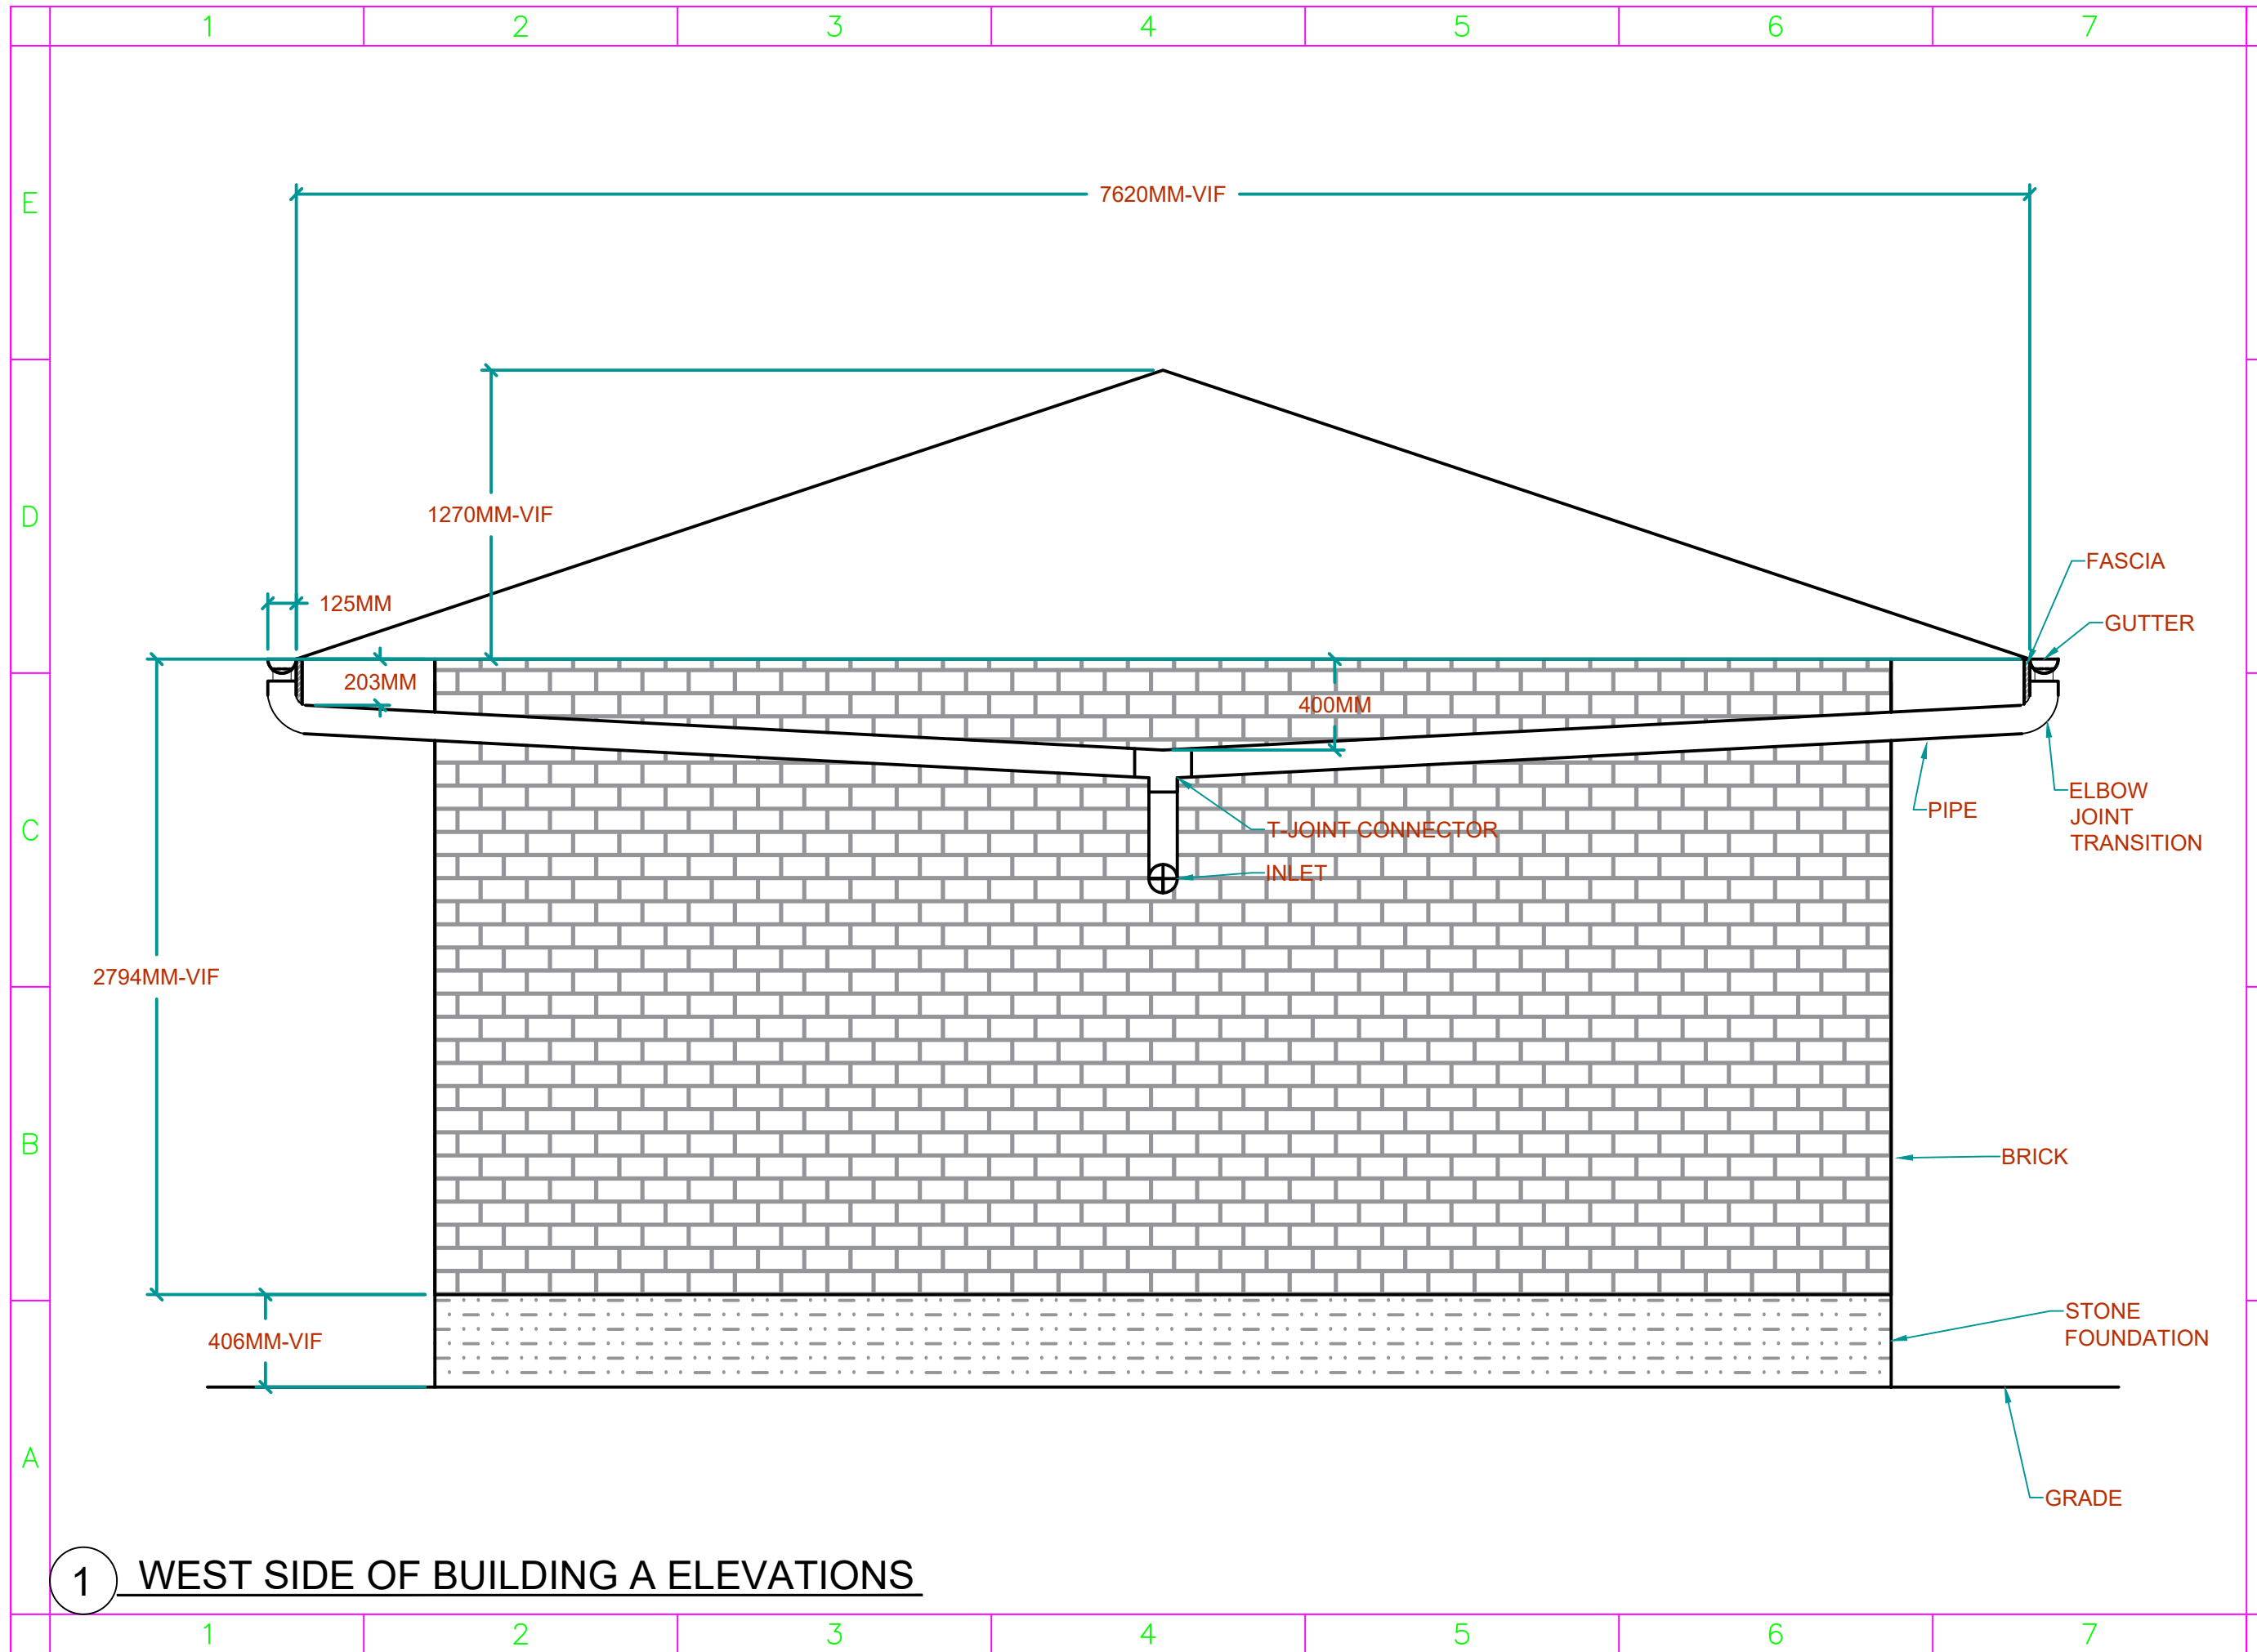 1 2 3 4 5 6 7
E
7620MM-VIF
D
1270MM-VIF
FASCIA
125MM
GUTTER
203MM
400MM
C
T-JOINT CONNECTOR
PIPE
ELBOW
JOINT
TRANSITION
INLET
2794MM-VIF
B
BRICK
STONE
FOUNDATION
406MM-VIF
A
GRADE
1 WEST SIDE OF BUILDING A ELEVATIONS
1 2 3 4 5 6 7